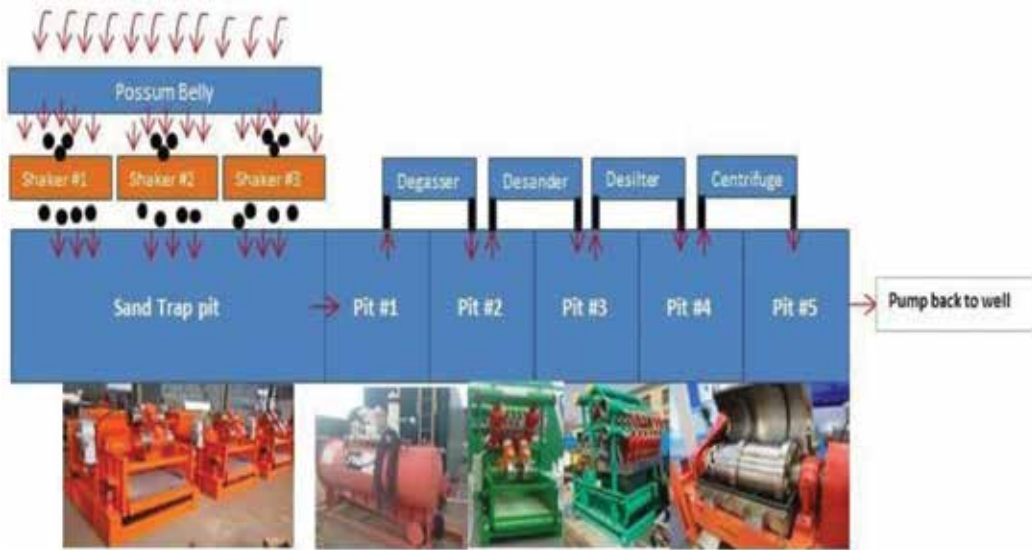 Possum Belly
Shaker #1
Shaker #2
Shaker #3
Degasser
Desander
Desilter
Centrifuge
Sand Trap pit
Pit #1
Pit #2
Pit #3
Pit #4
Pit #5
Pump back to well